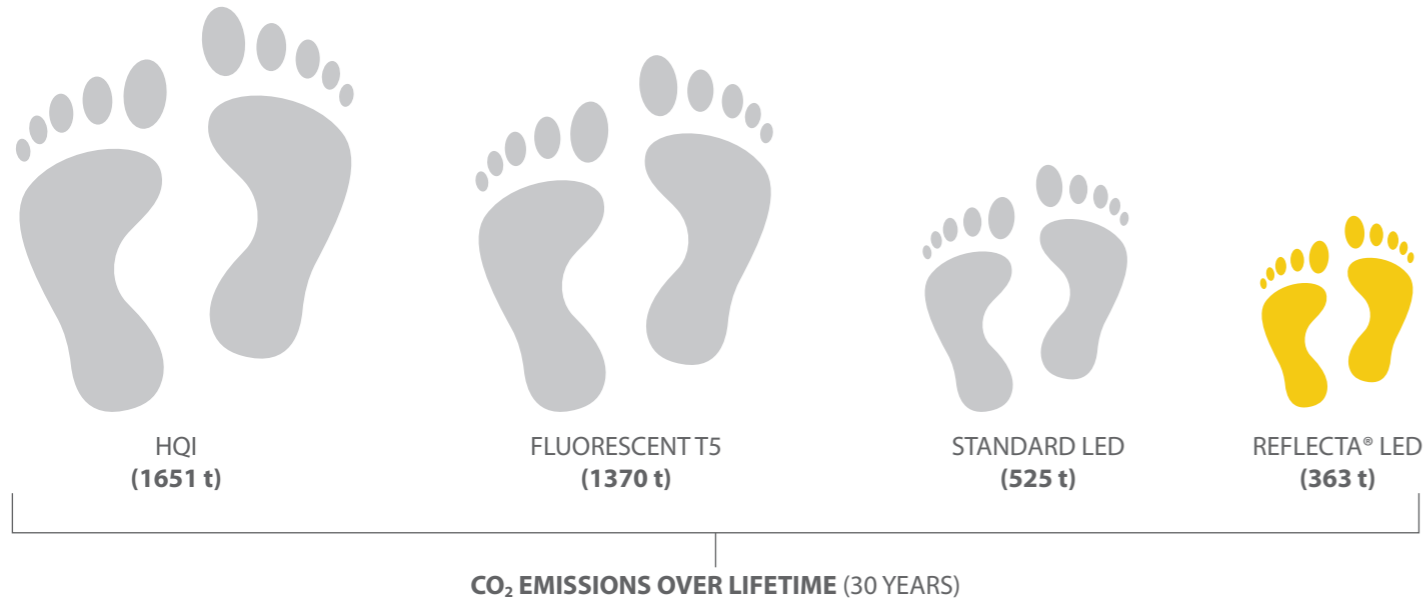 HQI
(1651 t)
FLUORESCENT T5
(1370 t)
STANDARD LED
(525 t)
REFLECTA® LED
(363 t)
CO₂ EMISSIONS OVER LIFETIME (30 YEARS)